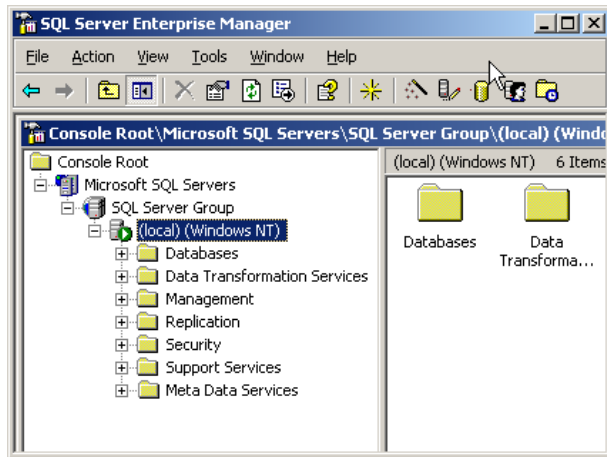 SQL Server Enterprise Manager
File Action View Tools Window Help
Console Root\Microsoft SQL Servers\SQL Server Group\(local) (Windo
Console Root
Microsoft SQL Servers
SQL Server Group
(local) (Windows NT)
Databases
Data Transformation Services
Management
Replication
Security
Support Services
Meta Data Services
(local) (Windows NT) 6 Items
Databases
Data
Transforma...